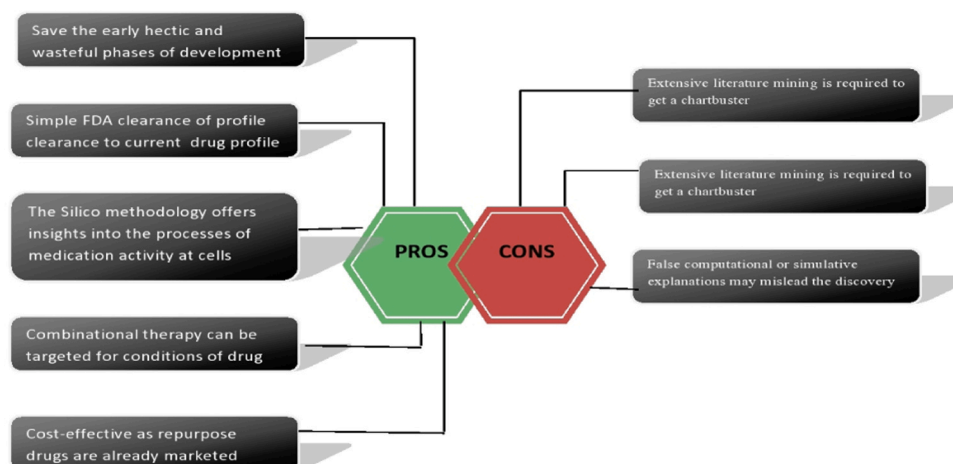 Save the early hectic and
wasteful phases of development
Simple FDA clearance of profile
clearance to current drug profile
The Silico methodology offers
insights into the processes of
medication activity at cells
Combinational therapy can be
targeted for conditions of drug
Cost-effective as repurpose
drugs are already marketed
PROS
CONS
Extensive literature mining is required to
get a chartbuster
Extensive literature mining is required to
get a chartbuster
False computational or simulative
explanations may mislead the discovery